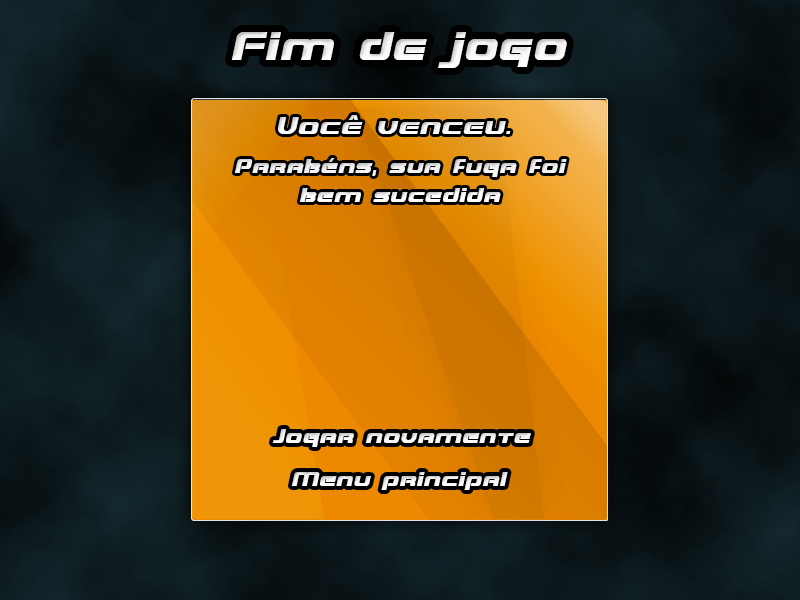 Fim de jogo
Você venceu.
Parabéns, sua fuga foi
bem sucedida
Jogar novamente
Menu principal